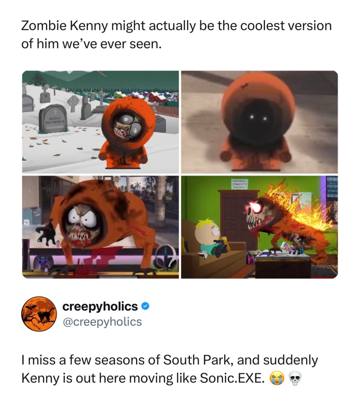 Zombie Kenny might actually be the coolest version
of him we’ve ever seen.
creepyholics
@creepyholics
I miss a few seasons of South Park, and suddenly
Kenny is out here moving like Sonic.EXE. 😭💀